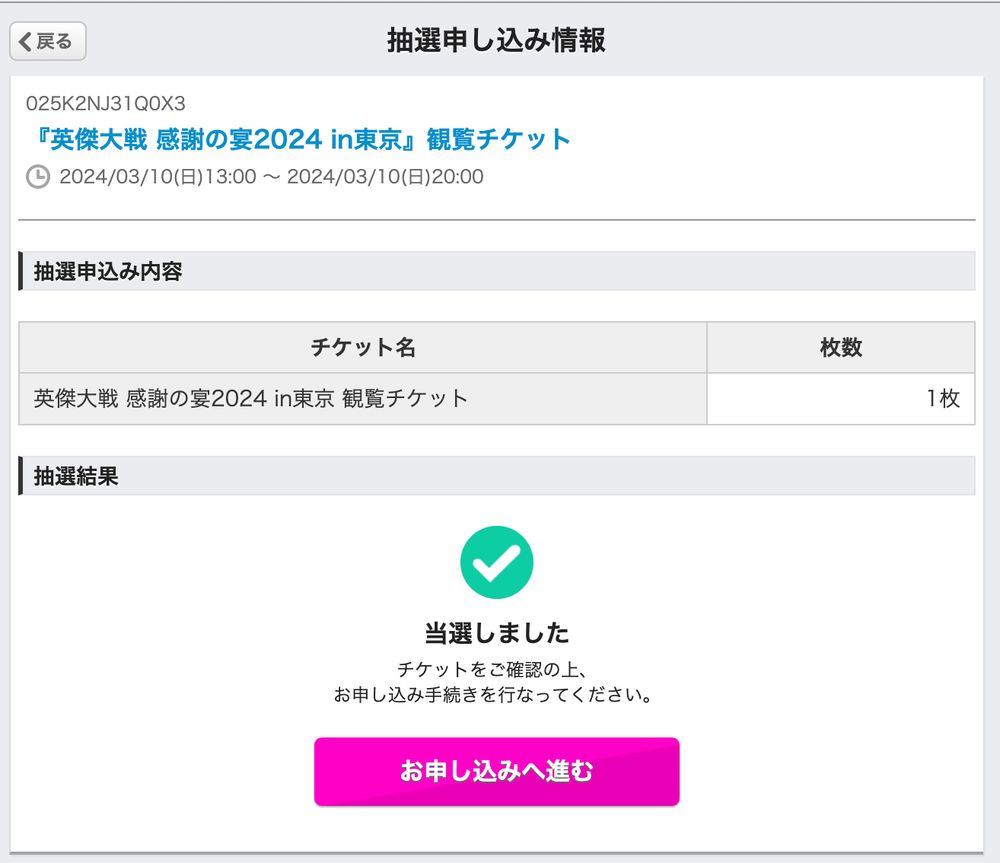 戻る
抽選申し込み情報
025K2NJ31Q0X3
『英傑大戦 感謝の宴2024 in東京』観覧チケット
2024/03/10(日)13:00 〜 2024/03/10(日)20:00
抽選申込み内容
チケット名 枚数
英傑大戦 感謝の宴2024 in東京 観覧チケット 1枚
抽選結果
当選しました
チケットをご確認の上、
お申し込み手続きを行なってください。
お申し込みへ進む